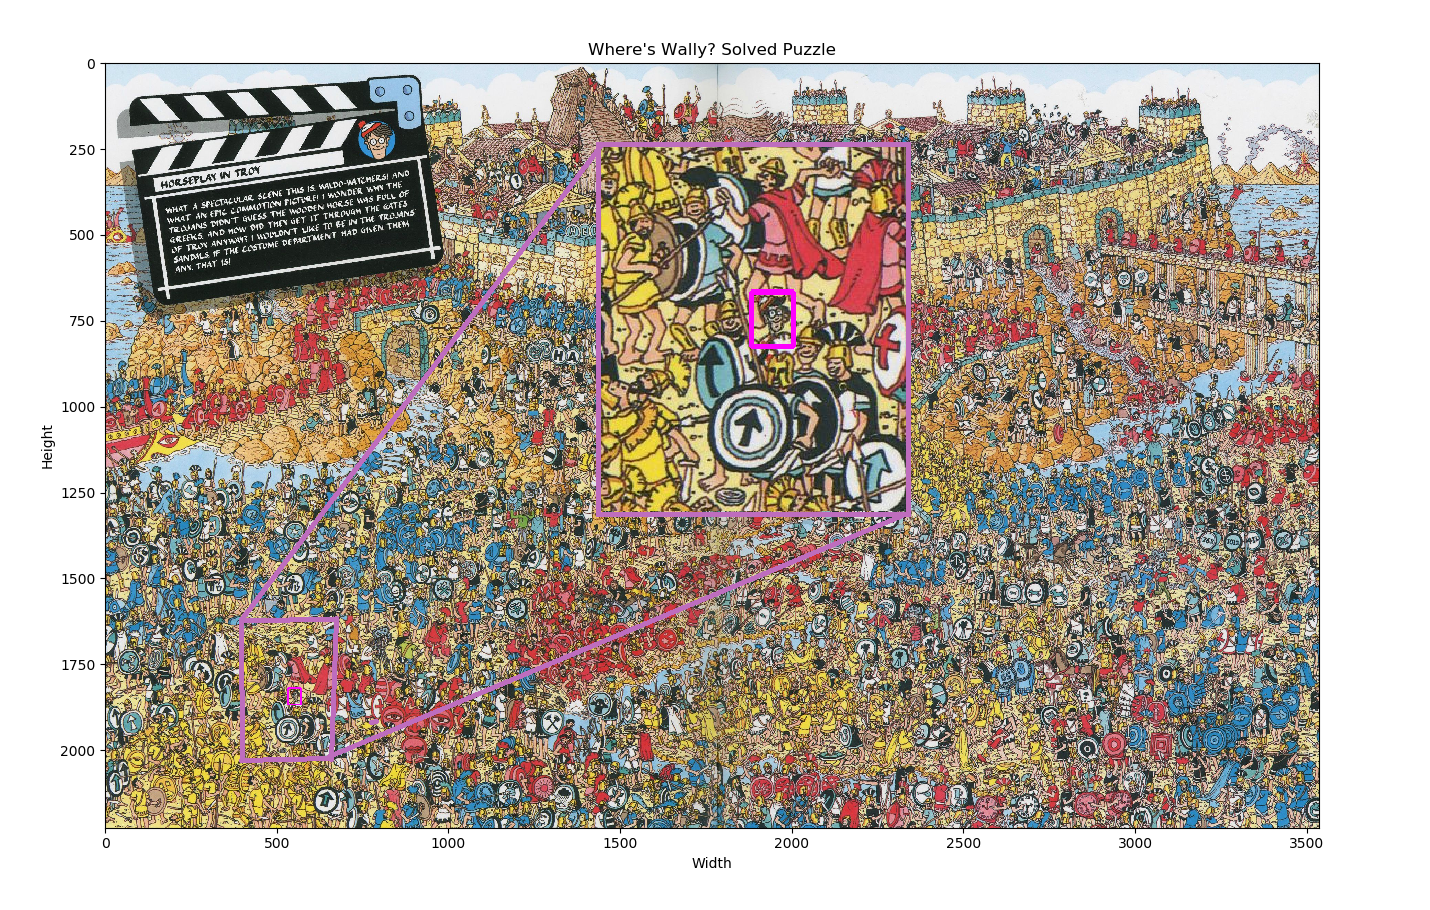 Where's Wally? Solved Puzzle
0
250
500
750
1000
1250
1500
1750
2000
Height
HORSEPLAY IN TROY
WHAT A SPECTACULAR SCENE THIS IS, WALDO-WATCHERS! AND
WHAT AN EPIC COMMOTION PICTURE! I WONDER WHY THE
TROJANS DIDN'T GUESS THE WOODEN HORSE WAS FULL OF
GREEKS, AND HOW DID THEY GET IT THROUGH THE GATES
OF TROY ANYWAY? I WOULDN'T LIKE TO BE IN THE TROJANS'
SANDALS, IF THE COSTUME DEPARTMENT HAD GIVEN THEM
ANY, THAT IS!
HA
0 500 1000 1500 2000 2500 3000 3500
Width